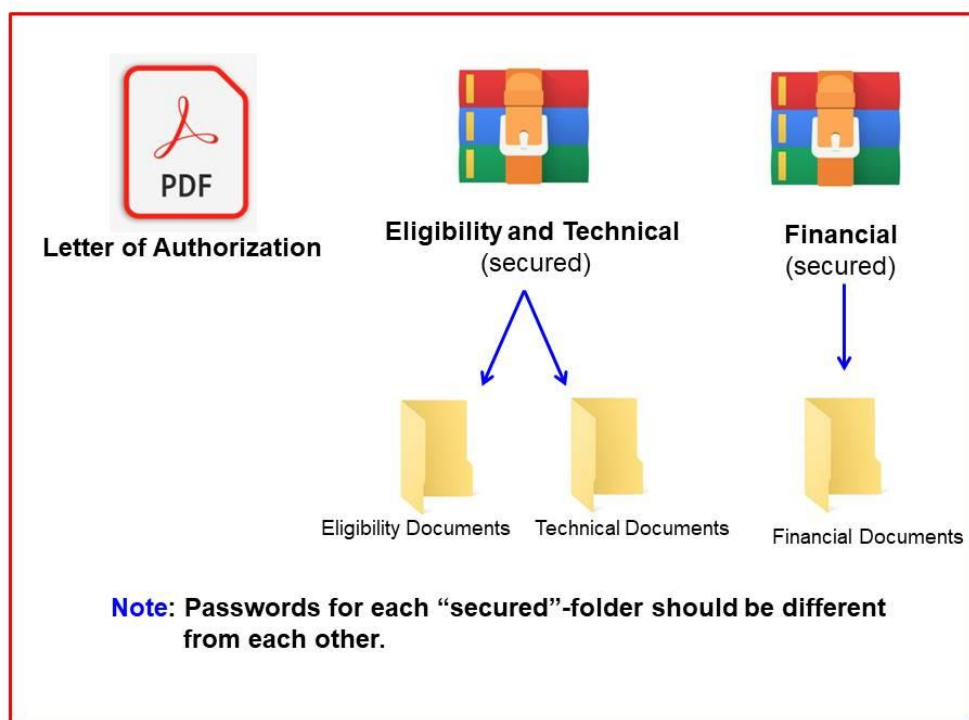 PDF
Letter of Authorization
Eligibility and Technical
(secured)
Financial
(secured)
Eligibility Documents
Technical Documents
Financial Documents
Note: Passwords for each “secured”-folder should be different
from each other.